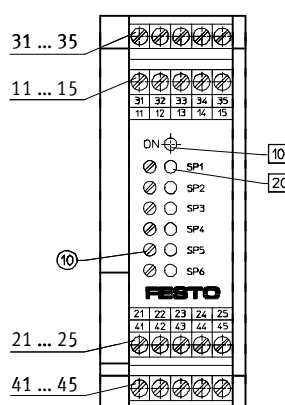 31 ... 35
11 ... 15
31 32 33 34 35
11 12 13 14 15
ON
10
SP1
20
SP2
SP3
SP4
10 SP5
SP6
FESTO
21 22 23 24 25
41 42 43 44 45
21 ... 25
41 ... 45